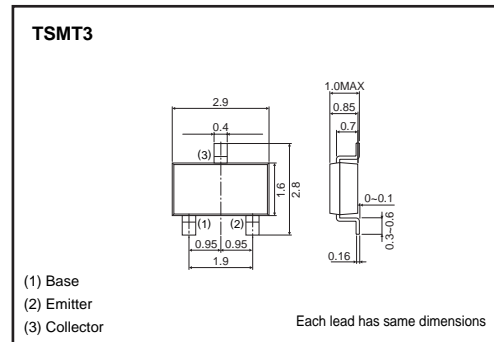 TSMT3
1.0MAX
2.9
0.85
0.4
0.7
(3)
1.6
2.8
0~0.1
(1)
(2)
0.3~0.6
0.95
0.95
1.9
0.16
(1) Base
(2) Emitter
(3) Collector
Each lead has same dimensions